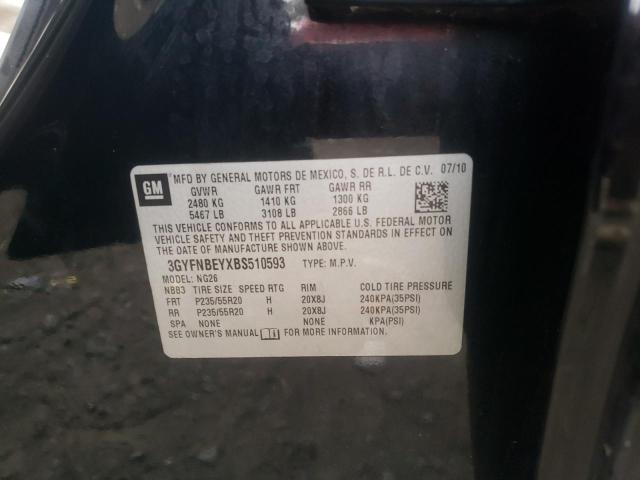 GM
MFD BY GENERAL MOTORS DE MEXICO, S. DE R.L. DE C.V. 07/10
GVWR GAWR FRT GAWR RR
2480 KG 1410 KG 1300 KG
5467 LB 3108 LB 2866 LB
THIS VEHICLE CONFORMS TO ALL APPLICABLE U.S. FEDERAL MOTOR
VEHICLE SAFETY AND THEFT PREVENTION STANDARDS IN EFFECT ON
THE DATE OF MANUFACTURE SHOWN ABOVE.
3GYFNBEYXBS510593 TYPE: M.P.V.
MODEL: NG26
NBB3 TIRE SIZE SPEED RTG RIM COLD TIRE PRESSURE
FRT P235/55R20 H 20X8J 240KPA(35PSI)
RR P235/55R20 H 20X8J 240KPA(35PSI)
SPA NONE NONE KPA(PSI)
SEE OWNER'S MANUAL FOR MORE INFORMATION.